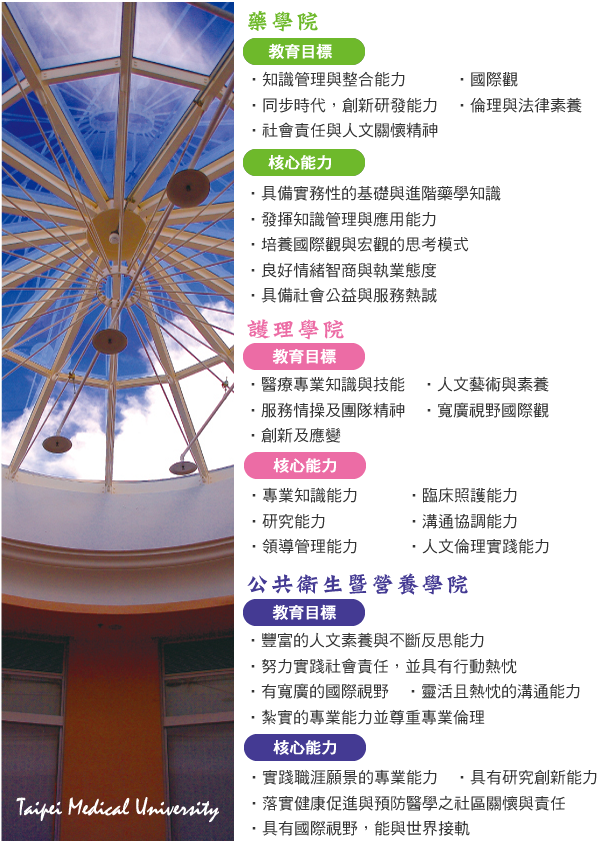 藥學院
教育目標
・知識管理與整合能力 ・國際觀
・同步時代，創新研發能力 ・倫理與法律素養
・社會責任與人文關懷精神
核心能力
・具備實務性的基礎與進階藥學知識
・發揮知識管理與應用能力
・培養國際觀與宏觀的思考模式
・良好情緒智商與執業態度
・具備社會公益與服務熱誠
護理學院
教育目標
・醫療專業知識與技能 ・人文藝術與素養
・服務情操及團隊精神 ・寬廣視野國際觀
・創新及應變
核心能力
・專業知識能力 ・臨床照護能力
・研究能力 ・溝通協調能力
・領導管理能力 ・人文倫理實踐能力
公共衛生暨營養學院
教育目標
・豐富的人文素養與不斷反思能力
・努力實踐社會責任，並具有行動熱忱
・有寬廣的國際視野 ・靈活且熱忱的溝通能力
・紮實的專業能力並尊重專業倫理
核心能力
・實踐職涯願景的專業能力 ・具有研究創新能力
・落實健康促進與預防醫學之社區關懷與責任
・具有國際視野，能與世界接軌
Taipei Medical University